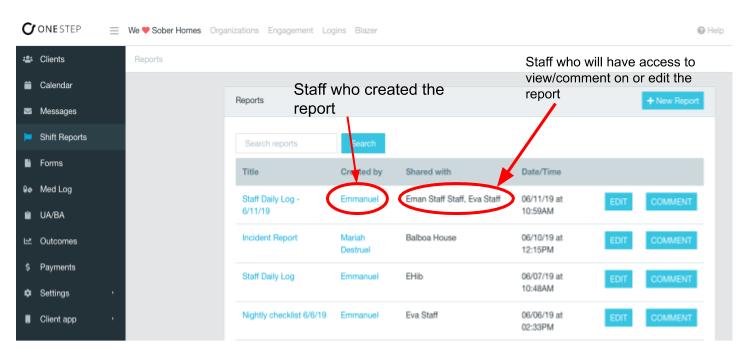 ONESTEP
We ❤ Sober Homes Organizations Engagement Logins Blazer
Help
Clients
Calendar
Messages
Shift Reports
Forms
Med Log
UA/BA
Outcomes
$ Payments
Settings
Client app
Reports
Staff who will have access to
view/comment on or edit the
report
Staff who created the
report
Reports
+ New Report
Search reports Search
Title Created by Shared with Date/Time
Staff Daily Log - Emmanuel Eman Staff Staff, Eva Staff 06/11/19 at EDIT COMMENT
6/11/19 10:59AM
Incident Report Mariah Balboa House 06/10/19 at EDIT COMMENT
Destruel 12:15PM
Staff Daily Log Emmanuel EHib 06/07/19 at EDIT COMMENT
10:48AM
Nightly checklist 6/6/19 Emmanuel Eva Staff 06/06/19 at EDIT COMMENT
02:33PM